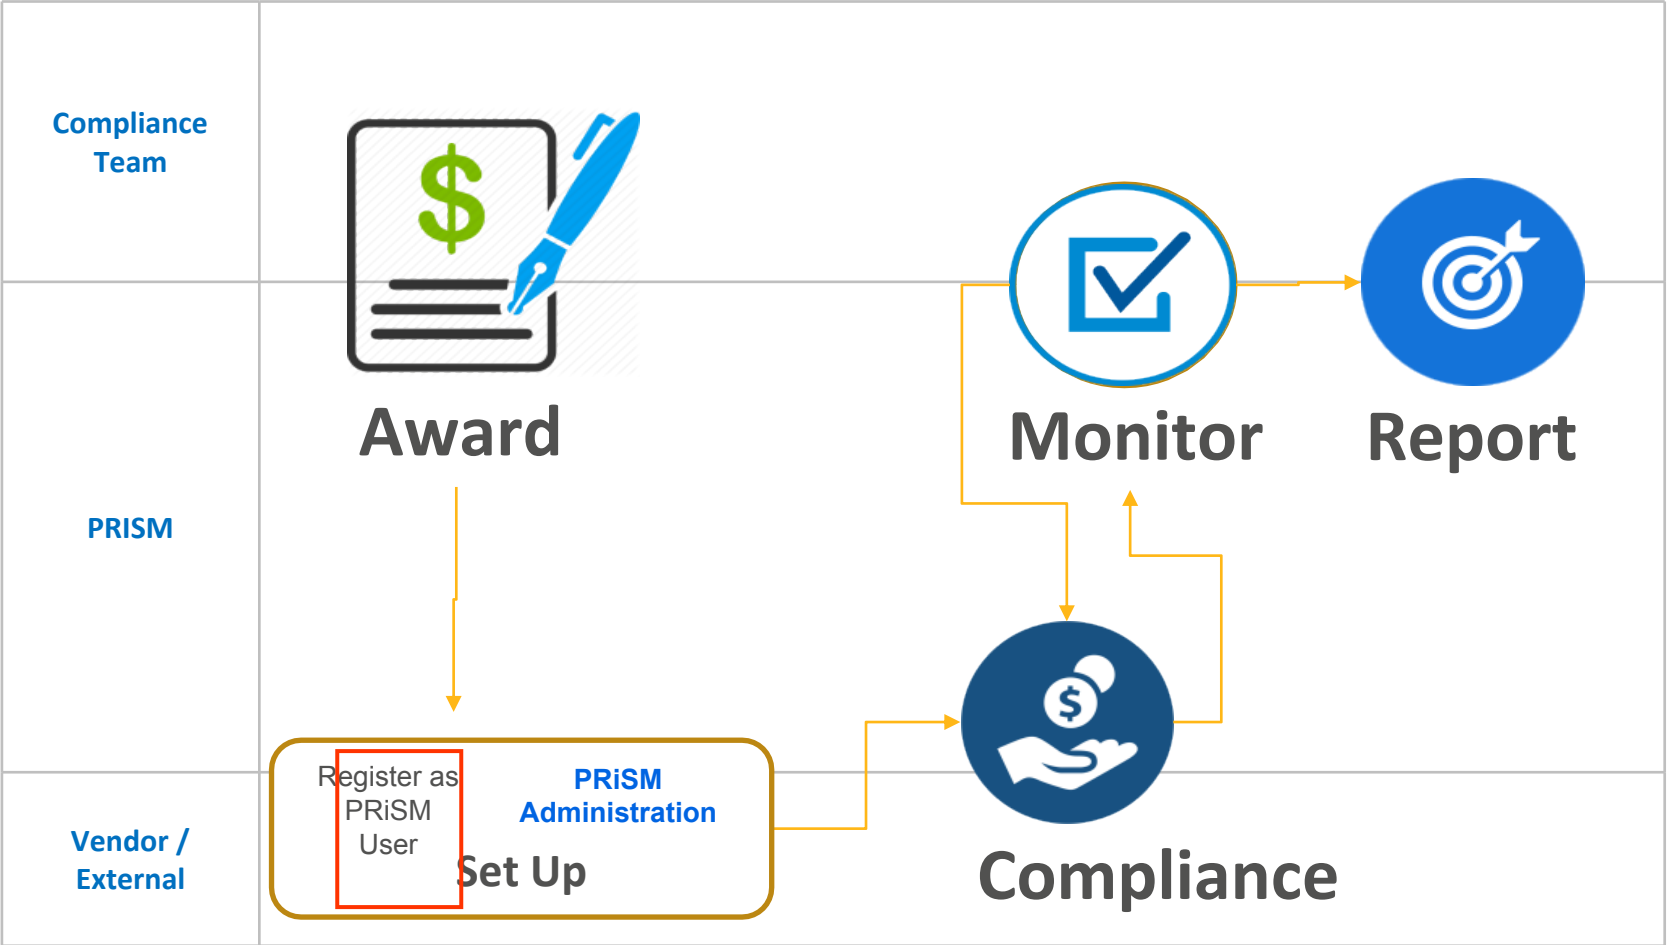 Compliance
Team
$
Award
Monitor
Report
PRISM
$
Register as
PRiSM
User
PRiSM
Administration
Set Up
Vendor /
External
Compliance